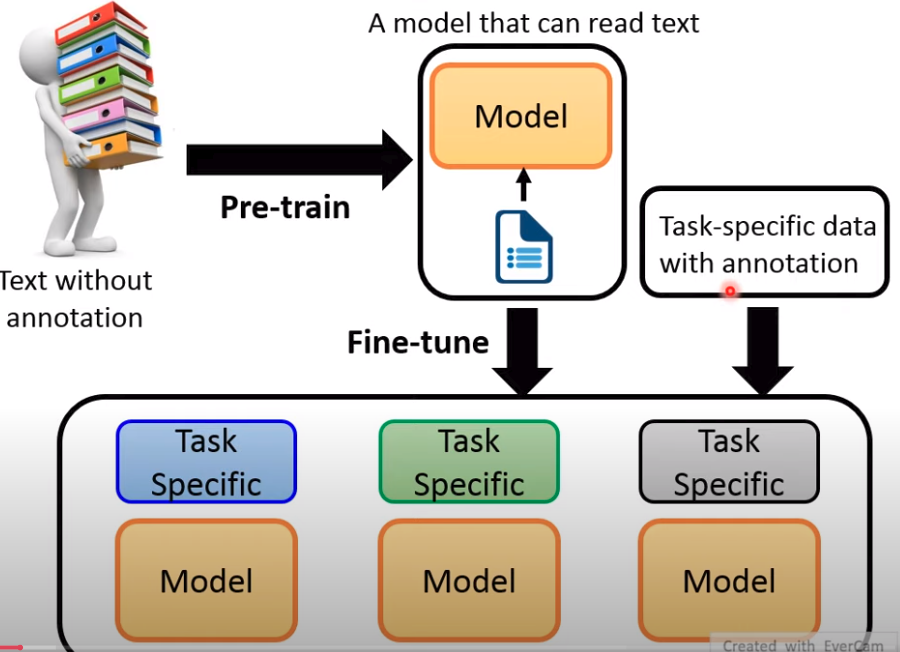 A model that can read text
Model
Pre-train
Task-specific data
with annotation
Text without
annotation
Fine-tune
Task
Specific
Task
Specific
Task
Specific
Model
Model
Model
Created with EverCam